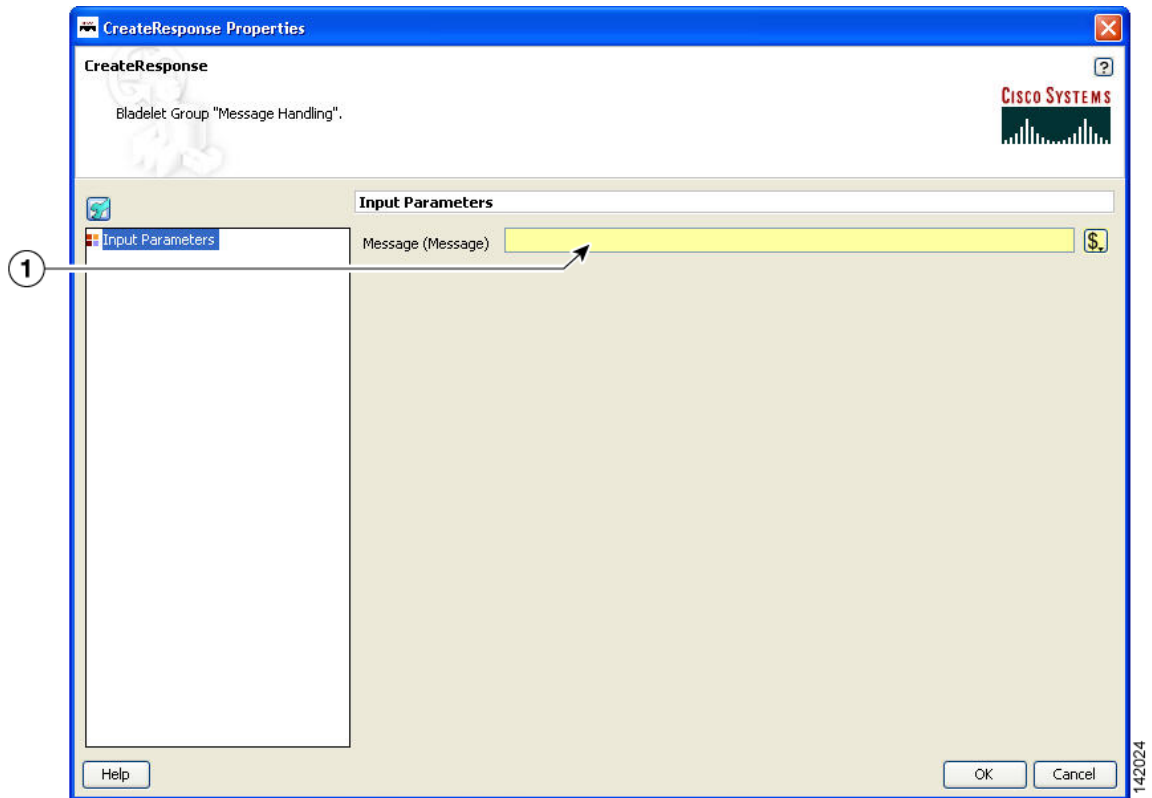 CreateResponse Properties
CreateResponse
?
Bladelet Group "Message Handling".
CISCO SYSTEMS
Input Parameters
Input Parameters
Message (Message)
$
1
Help
OK
Cancel
142024